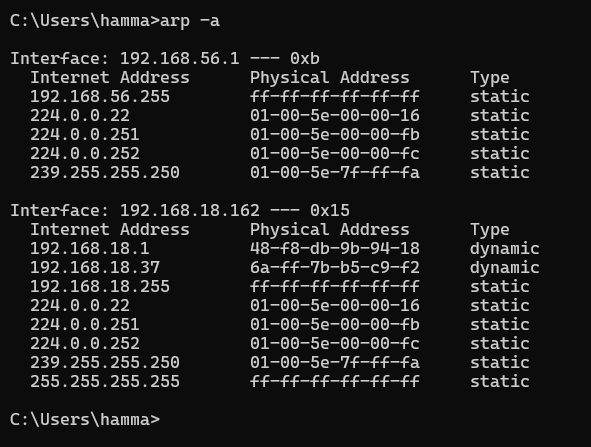 C:\Users\hamma>arp -a
Interface: 192.168.56.1 --- 0xb
  Internet Address      Physical Address      Type
  192.168.56.255        ff-ff-ff-ff-ff-ff     static
  224.0.0.22            01-00-5e-00-00-16     static
  224.0.0.251           01-00-5e-00-00-fb     static
  224.0.0.252           01-00-5e-00-00-fc     static
  239.255.255.250       01-00-5e-7f-ff-fa     static
Interface: 192.168.18.162 --- 0x15
  Internet Address      Physical Address      Type
  192.168.18.1          48-f8-db-9b-94-18     dynamic
  192.168.18.37         6a-ff-7b-b5-c9-f2     dynamic
  192.168.18.255        ff-ff-ff-ff-ff-ff     static
  224.0.0.22            01-00-5e-00-00-16     static
  224.0.0.251           01-00-5e-00-00-fb     static
  224.0.0.252           01-00-5e-00-00-fc     static
  239.255.255.250       01-00-5e-7f-ff-fa     static
  255.255.255.255       ff-ff-ff-ff-ff-ff     static
C:\Users\hamma>